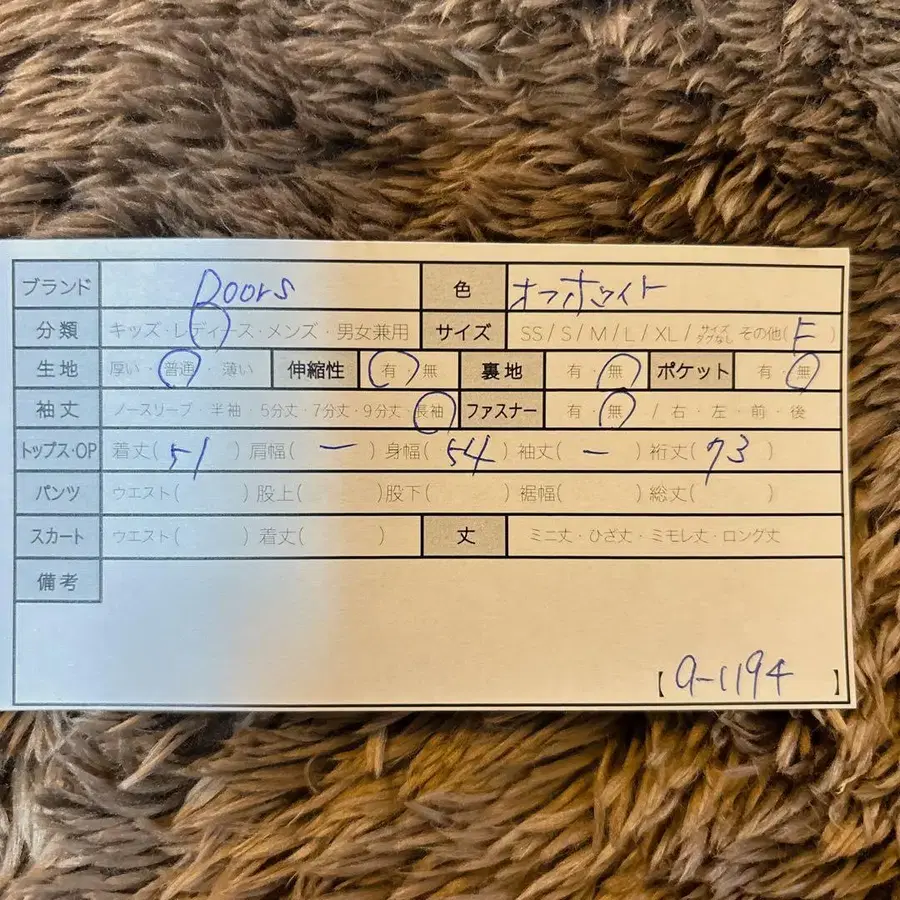 ブランド Doors 色 オフホワイト
分類 キッズ・レディース・メンズ・男女兼用 サイズ SS / S / M / L / XL / サイズタグなし その他( F )
生地 厚い・普通・薄い 伸縮性 有・無 裏地 有・無 ポケット 有・無
袖丈 ノースリーブ・半袖・5分丈・7分丈・9分丈・長袖 ファスナー 有・無 / 右・左・前・後
トップス・OP 着丈( 51 ) 肩幅( ー ) 身幅( 54 ) 袖丈( ー ) 裄丈( 73 )
パンツ ウエスト( ) 股上( ) 股下( ) 裾幅( ) 総丈( )
スカート ウエスト( ) 着丈( ) 丈 ミニ丈・ひざ丈・ミモレ丈・ロング丈
備考
【 a-1194 】